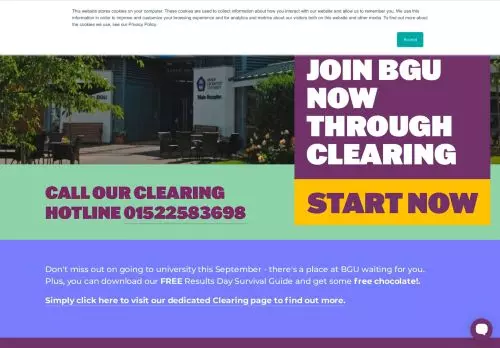 This website stores cookies on your computer. These cookies are used to collect information about how you interact with our website and allow us to remember you. We use this
information in order to improve and customize your browsing experience and for analytics and metrics about our visitors both on this website and other media. To find out more about
the cookies we use, see our Privacy Policy.
Accept
BGU
Main Reception
JOIN BGU
NOW
THROUGH
CLEARING
START NOW
CALL OUR CLEARING
HOTLINE 01522583698
Don't miss out on going to university this September - there's a place at BGU waiting for you.
Plus, you can download our FREE Results Day Survival Guide and get some free chocolate!.
Simply click here to visit our dedicated Clearing page to find out more.